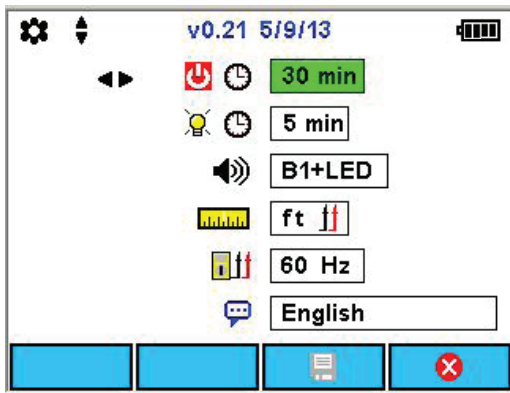 v0.21 5/9/13
30 min
5 min
B1+LED
ft
60 Hz
English